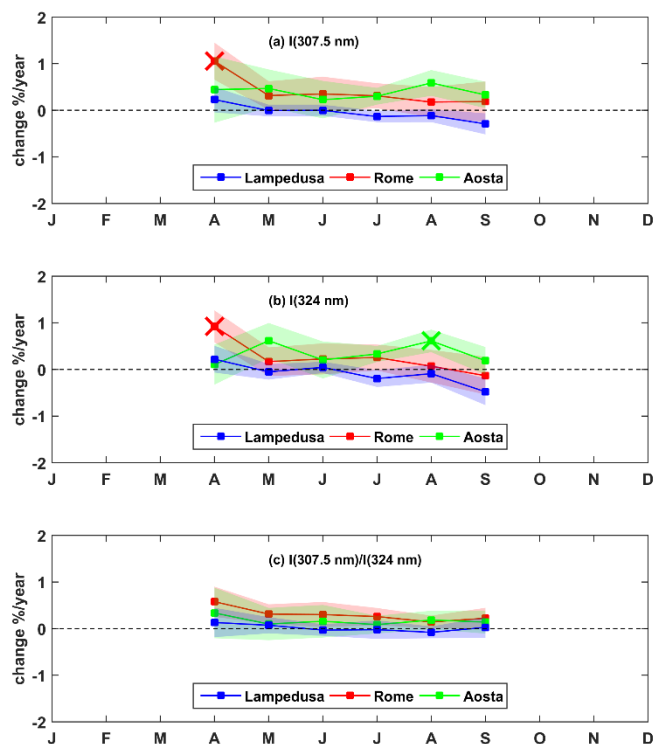 (a) I(307.5 nm)
2
1
0
-1
-2
change %/year
Lampedusa Rome Aosta
J F M A M J J A S O N D
(b) I(324 nm)
2
1
0
-1
-2
change %/year
Lampedusa Rome Aosta
J F M A M J J A S O N D
(c) I(307.5 nm)/I(324 nm)
2
1
0
-1
-2
change %/year
Lampedusa Rome Aosta
J F M A M J J A S O N D